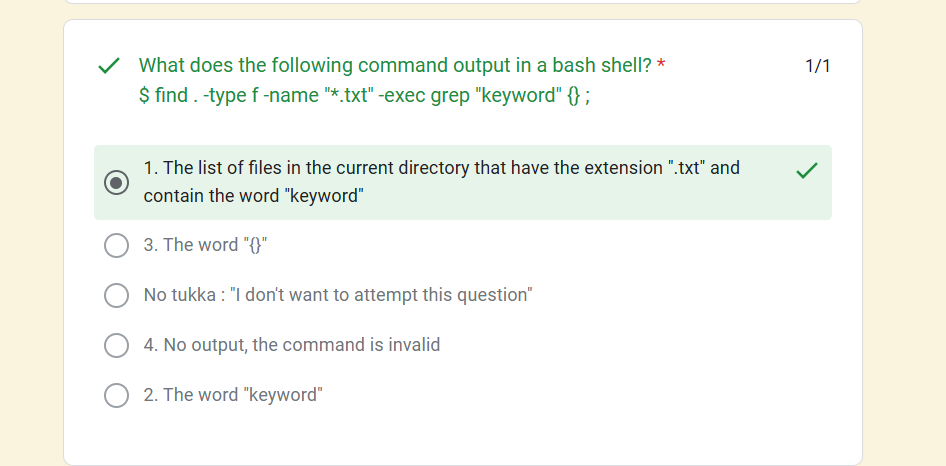 What does the following command output in a bash shell? *
1/1
$ find . -type f -name "*.txt" -exec grep "keyword" {} ;
1. The list of files in the current directory that have the extension ".txt" and
contain the word "keyword"
3. The word "{}"
No tukka : "I don't want to attempt this question"
4. No output, the command is invalid
2. The word "keyword"